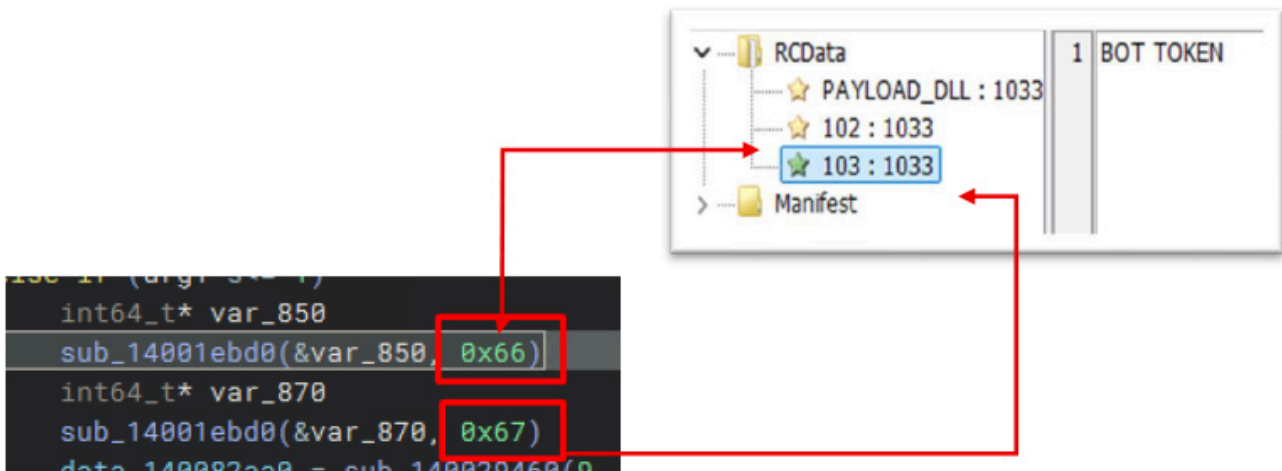 RCData
PAYLOAD_DLL : 1033
102 : 1033
103 : 1033
Manifest
1 BOT TOKEN
int64_t* var_850
sub_14001ebd0(&var_850, 0x66)
int64_t* var_870
sub_14001ebd0(&var_870, 0x67)